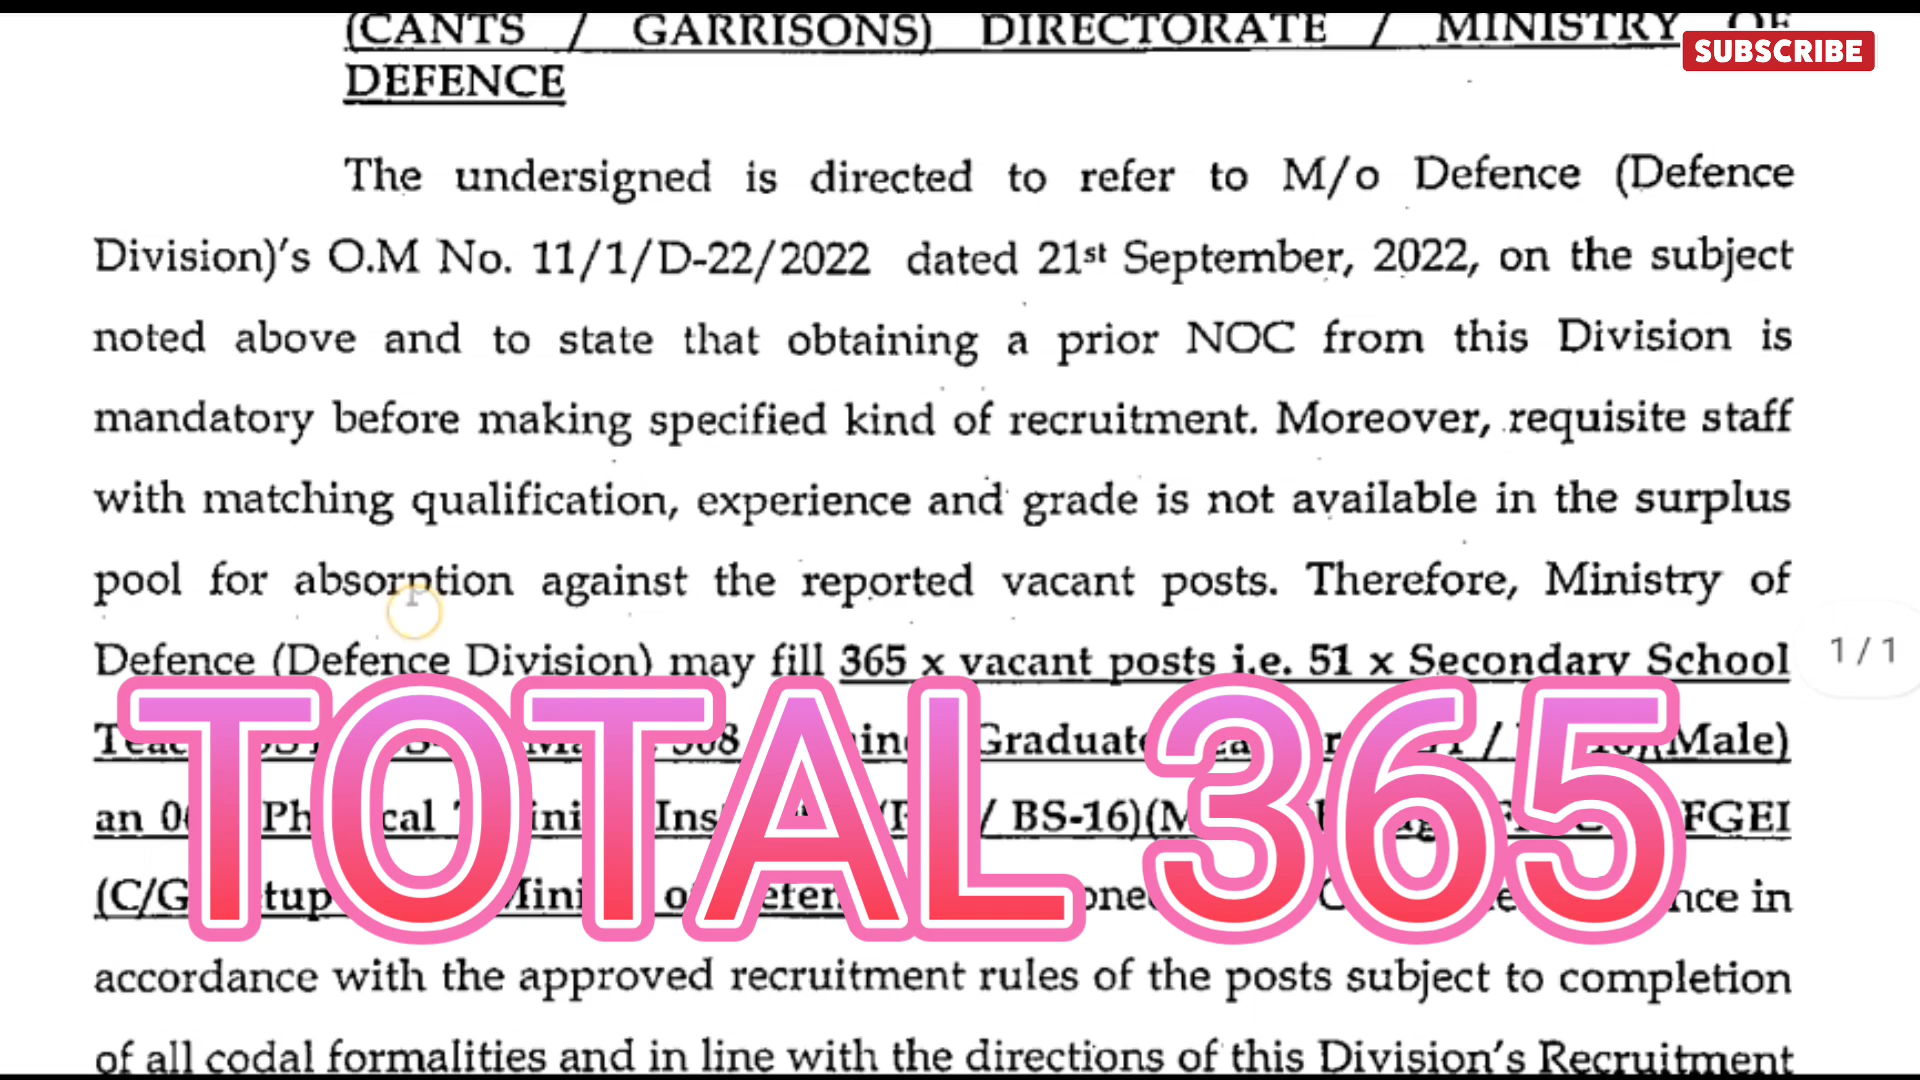 (CANTS / GARRISONS) DIRECTORATE / MINISTRY OF
SUBSCRIBE
DEFENCE
The undersigned is directed to refer to M/o Defence (Defence
Division)'s O.M No. 11/1/D-22/2022 dated 21st September, 2022, on the subject
noted above and to state that obtaining a prior NOC from this Division is
mandatory before making specified kind of recruitment. Moreover, requisite staff
with matching qualification, experience and grade is not available in the surplus
pool for absorption against the reported vacant posts. Therefore, Ministry of
Defence (Defence Division) may fill 365 x vacant posts i.e. 51 x Secondary School
1 / 1
Graduate (Male)
TOTAL 365
an / BS-16) FGEI
(C/G in
accordance with the approved recruitment rules of the posts subject to completion
of all codal formalities and in line with the directions of this Division's Recruitment